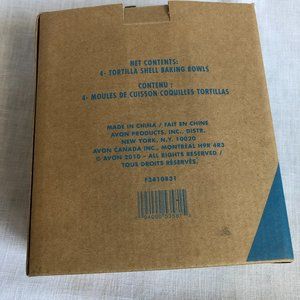 NET CONTENTS:
4- TORTILLA SHELL BAKING BOWLS
CONTENU :
4- MOULES DE CUISSON-COQUILLES TORTILLAS
MADE IN CHINA / FAIT EN CHINE
AVON PRODUCTS, INC., DISTR.
NEW YORK, N.Y. 10020
AVON CANADA INC., MONTREAL H9R 4R3
© AVON 2010 - ALL RIGHTS RESERVED /
TOUS DROITS RÉSERVÉS.
F3810831